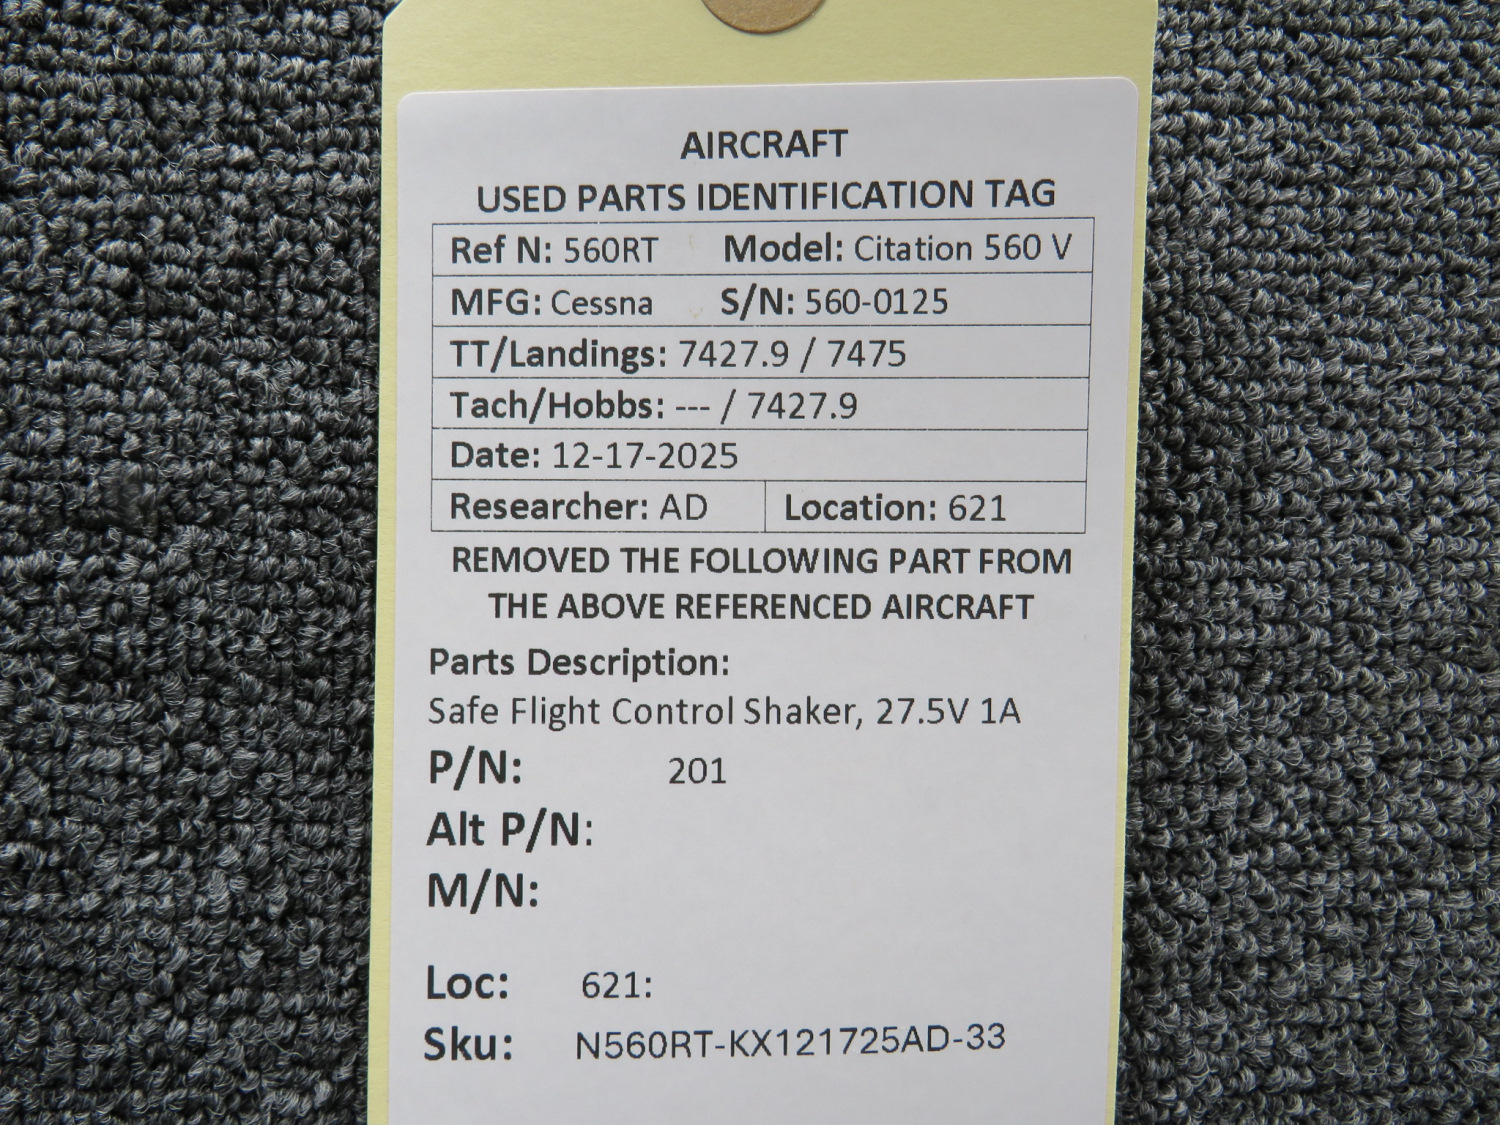 AIRCRAFT
USED PARTS IDENTIFICATION TAG
Ref N: 560RT Model: Citation 560 V
MFG: Cessna S/N: 560-0125
TT/Landings: 7427.9 / 7475
Tach/Hobbs: --- / 7427.9
Date: 12-17-2025
Researcher: AD Location: 621
REMOVED THE FOLLOWING PART FROM
THE ABOVE REFERENCED AIRCRAFT
Parts Description:
Safe Flight Control Shaker, 27.5V 1A
P/N: 201
Alt P/N:
M/N:
Loc: 621:
Sku: N560RT-KX121725AD-33